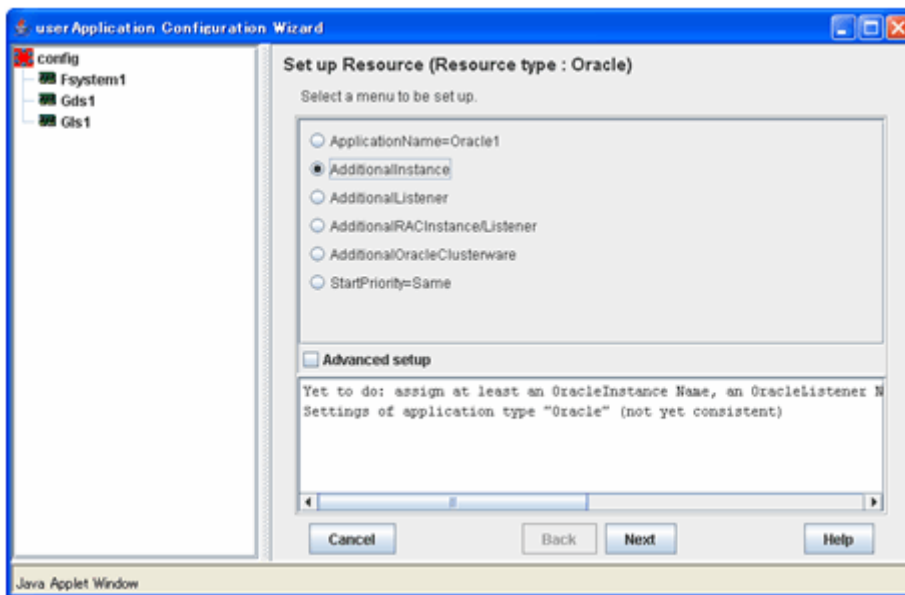 userApplication Configuration Wizard
config
Fsystem1
Gds1
Gls1
Set up Resource (Resource type : Oracle)
Select a menu to be set up.
ApplicationName=Oracle1
AdditionalInstance
AdditionalListener
AdditionalRACInstance/Listener
AdditionalOracleClusterware
StartPriority=Same
Advanced setup
Yet to do: assign at least an OracleInstance Name, an OracleListener N
Settings of application type "Oracle" (not yet consistent)
Cancel Back Next Help
Java Applet Window